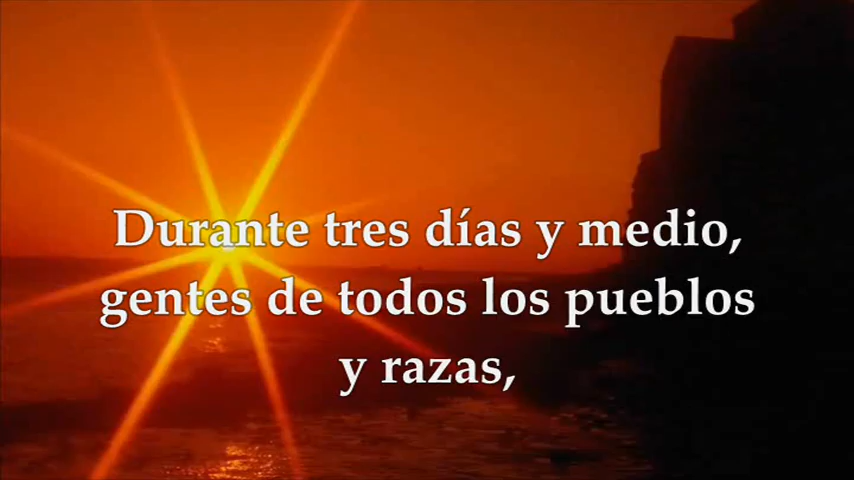 Durante tres días y medio,
gentes de todos los pueblos
y razas,